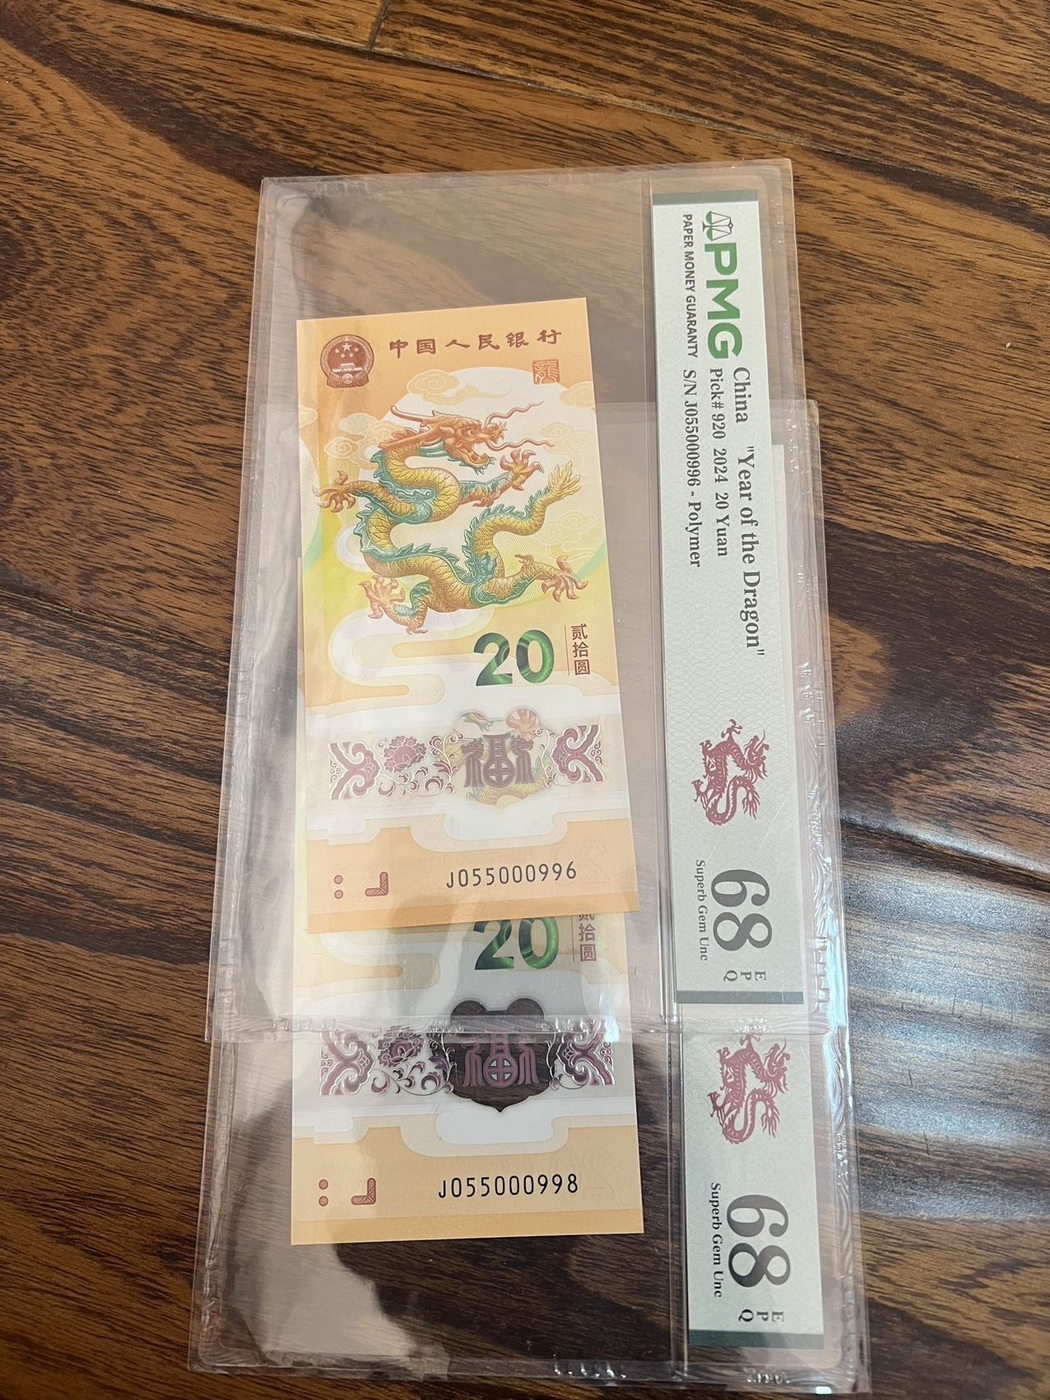 中国人民银行
龍
20
贰拾圆
福
J055000996
20
贰拾圆
福
J055000998
PMG
PAPER MONEY GUARANTY
China "Year of the Dragon"
Pick# 920 2024 20 Yuan
S/N J055000996 - Polymer
68 EPQ
Superb Gem Unc
68 EPQ
Superb Gem Unc